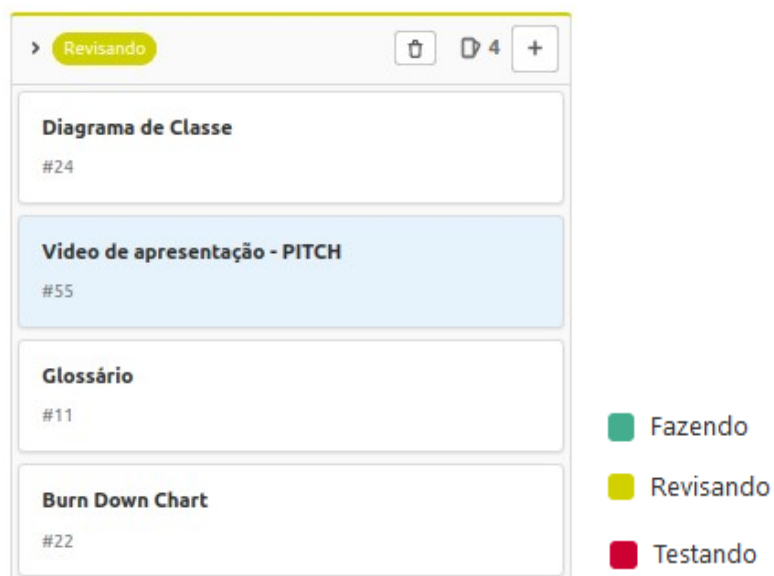 Revisando
4
Diagrama de Classe
#24
Video de apresentação - PITCH
#55
Glossário
#11
Burn Down Chart
#22
Fazendo
Revisando
Testando